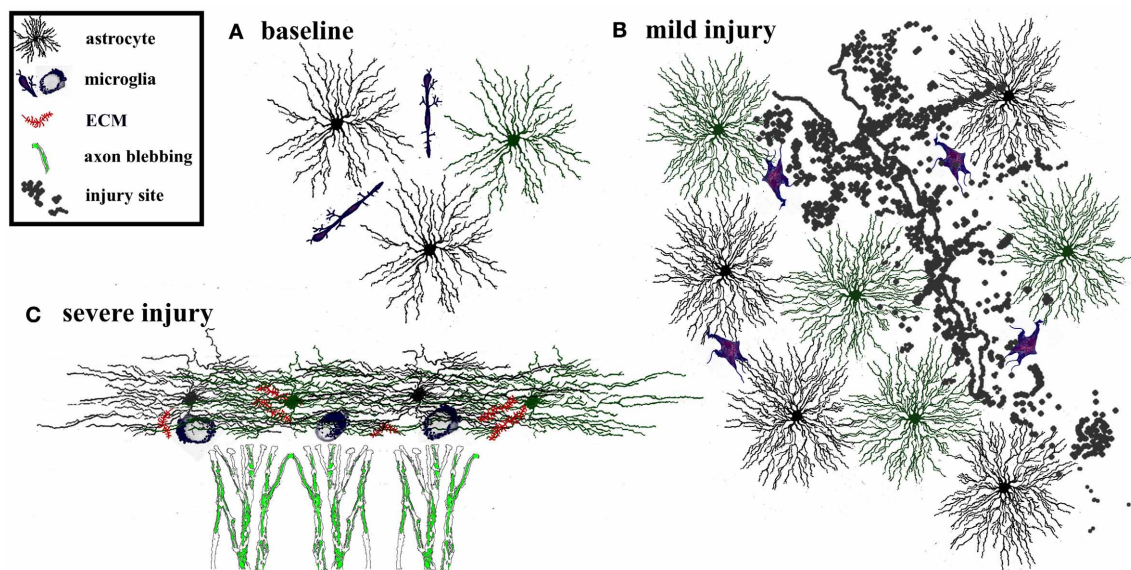 astrocyte
microglia
ECM
axon blebbing
injury site
A baseline
B mild injury
C severe injury